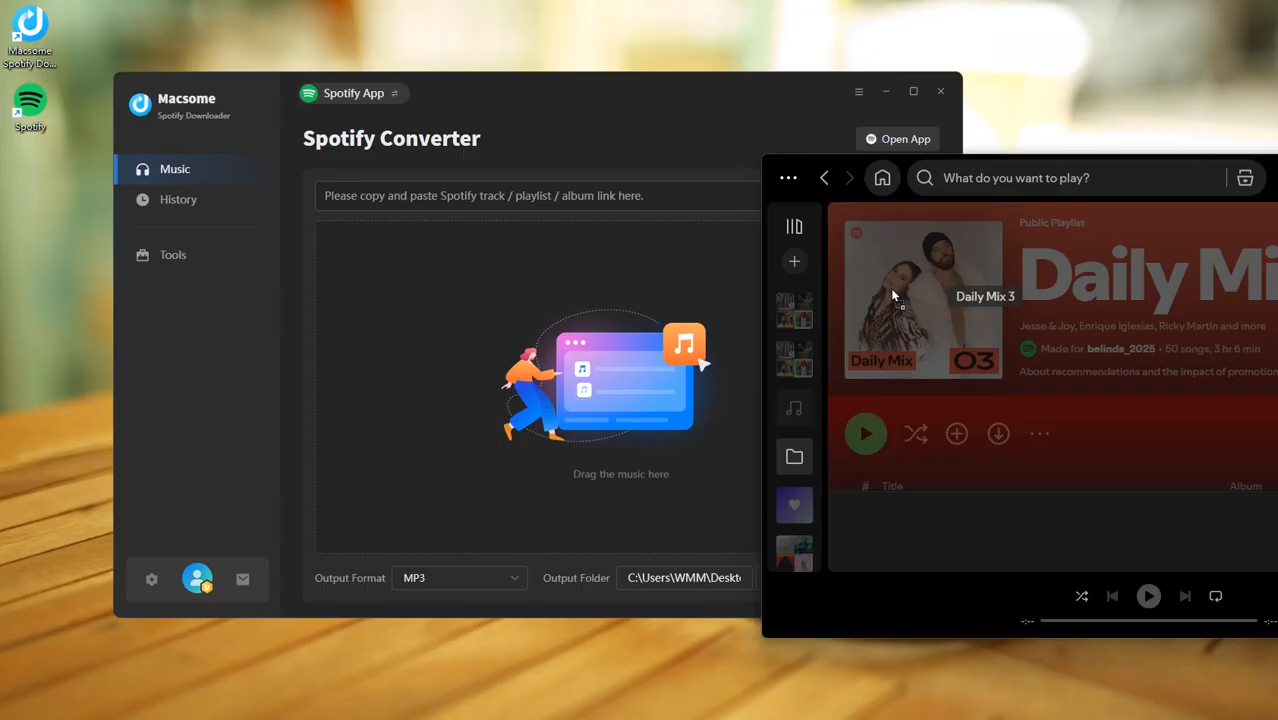 Macsome
Spotify Do...
Spotify
Macsome
Spotify Downloader
Music
History
Tools
Spotify App
Spotify Converter
Open App
Please copy and paste Spotify track / playlist / album link here.
Drag the music here
Output Format
MP3
Output Folder
C:\Users\WMM\Deskt
What do you want to play?
Public Playlist
Daily Mi
Daily Mix
03
Daily Mix 3
Jesse & Joy, Enrique Iglesias, Ricky Martin and more
Made for belinda_2025 • 50 songs, 3 hr 6 min
About recommendations and the impact of promotion
# Title
Album
-:--
-:--